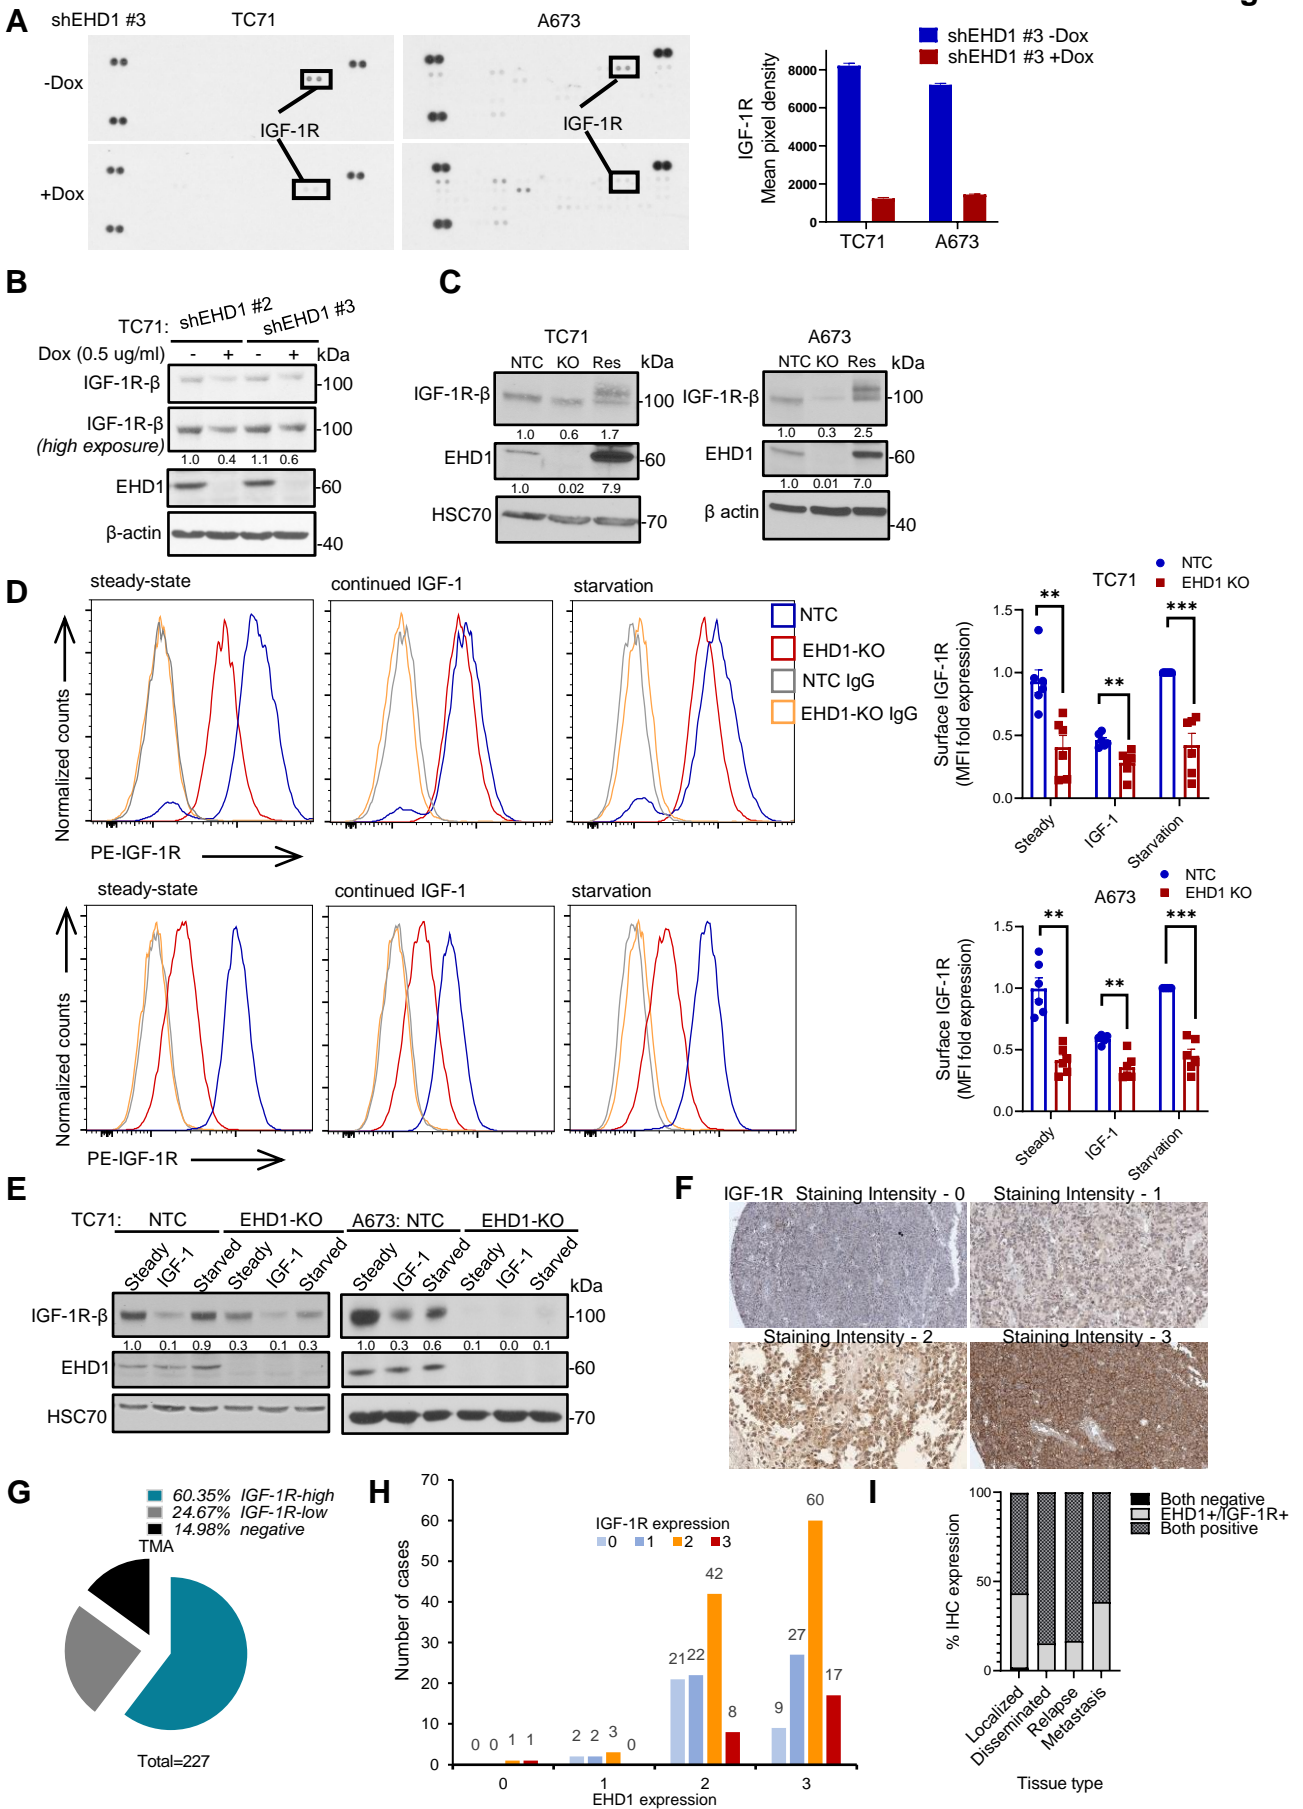 A
shEHD1 #3
TC71
A673
-Dox
+Dox
IGF-1R
IGF-1R
shEHD1 #3 -Dox
shEHD1 #3 +Dox
IGF-1R
Mean pixel density
8000
6000
4000
2000
0
TC71
A673
B
TC71:
shEHD1 #2
shEHD1 #3
Dox (0.5 ug/ml)
- + - +
kDa
IGF-1R-β
-100
IGF-1R-β
(high exposure)
-100
1.0 0.4 1.1 0.6
EHD1
-60
β-actin
-40
C
TC71
NTC KO Res
kDa
IGF-1R-β
-100
1.0 0.6 1.7
EHD1
-60
1.0 0.02 7.9
HSC70
-70
A673
NTC KO Res
kDa
IGF-1R-β
-100
1.0 0.3 2.5
EHD1
-60
1.0 0.01 7.0
β actin
-40
D
steady-state
continued IGF-1
starvation
Normalized counts
PE-IGF-1R
NTC
EHD1-KO
NTC IgG
EHD1-KO IgG
NTC
EHD1 KO
TC71
Surface IGF-1R
(MFI fold expression)
1.5
1.0
0.5
0.0
**
**
***
Steady
IGF-1
Starvation
steady-state
continued IGF-1
starvation
Normalized counts
PE-IGF-1R
NTC
EHD1 KO
A673
Surface IGF-1R
(MFI fold expression)
1.5
1.0
0.5
0.0
**
**
***
Steady
IGF-1
Starvation
E
TC71:
NTC
EHD1-KO
A673: NTC
EHD1-KO
Steady
IGF-1
Starved
Steady
IGF-1
Starved
Steady
IGF-1
Starved
Steady
IGF-1
Starved
kDa
IGF-1R-β
-100
1.0 0.1 0.9 0.3 0.1 0.3
1.0 0.3 0.6 0.1 0.0 0.1
EHD1
-60
HSC70
-70
F
IGF-1R Staining Intensity - 0
Staining Intensity - 1
Staining Intensity - 2
Staining Intensity - 3
G
60.35% IGF-1R-high
24.67% IGF-1R-low
14.98% negative
TMA
Total=227
H
Number of cases
70
60
50
40
30
20
10
0
IGF-1R expression
0 1 2 3
0 0 1 1
2 2 3 0
21 22 42 8
9 27 60 17
0 1 2 3
EHD1 expression
I
Both negative
EHD1+/IGF-1R+
Both positive
% IHC expression
100
50
0
Localized
Disseminated
Relapse
Metastasis
Tissue type